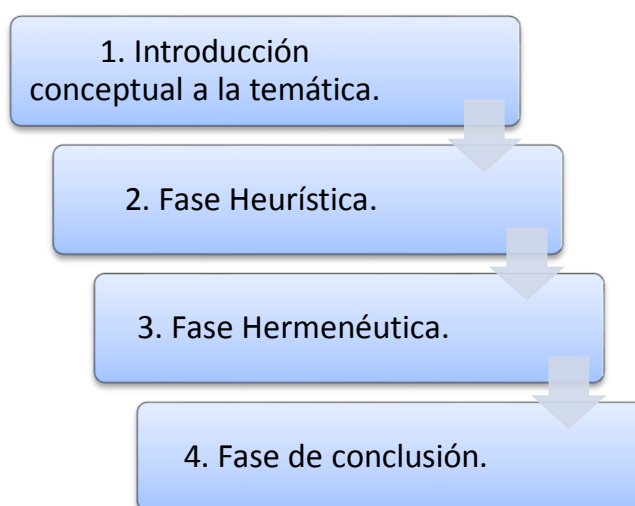 1. Introducción
conceptual a la temática.
2. Fase Heurística.
3. Fase Hermenéutica.
4. Fase de conclusión.